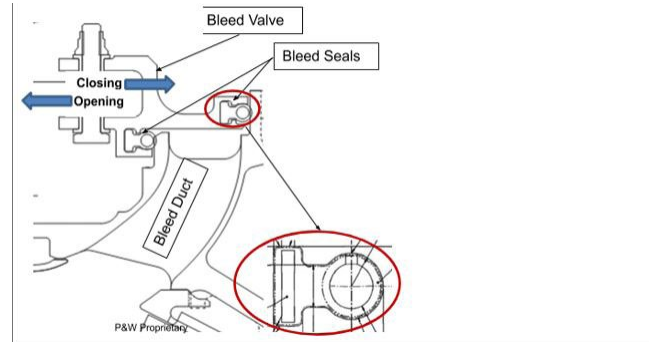 Bleed Valve
Bleed Seals
Closing
Opening
Bleed Duct
P&W Proprietary